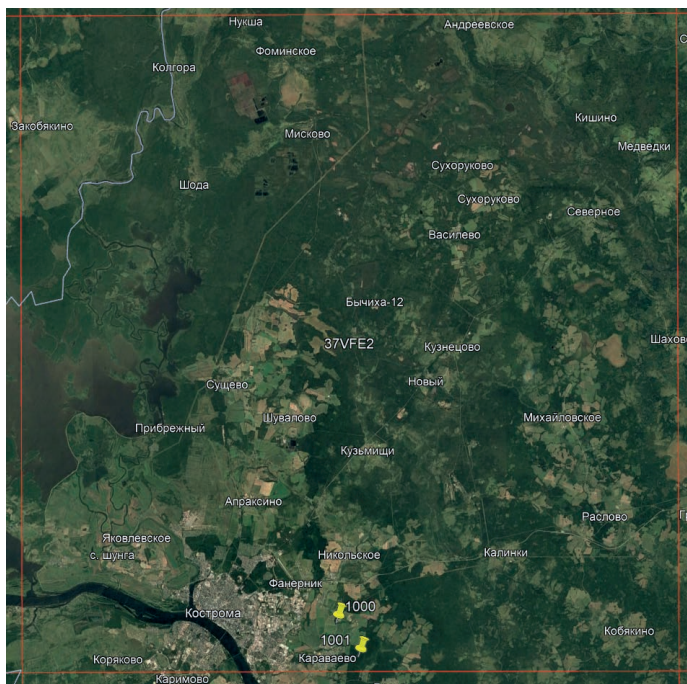 Нукша
Андреевское
Фоминское
Колгора
Кишино
Закобякино
Мисково
Медведки
Сухоруково
Шода
Сухоруково
Северное
Василево
Бычиха-12
37VFE2
Кузнецово
Шахово
Новый
Сущево
Михайловское
Шувалово
Прибрежный
Кузьмищи
Апраксино
Раслово
Яковлевское
с. шунга
Никольское
Калинки
Фанерник
1000
Кострома
Кобякино
1001
Караваево
Коряково
Каримово